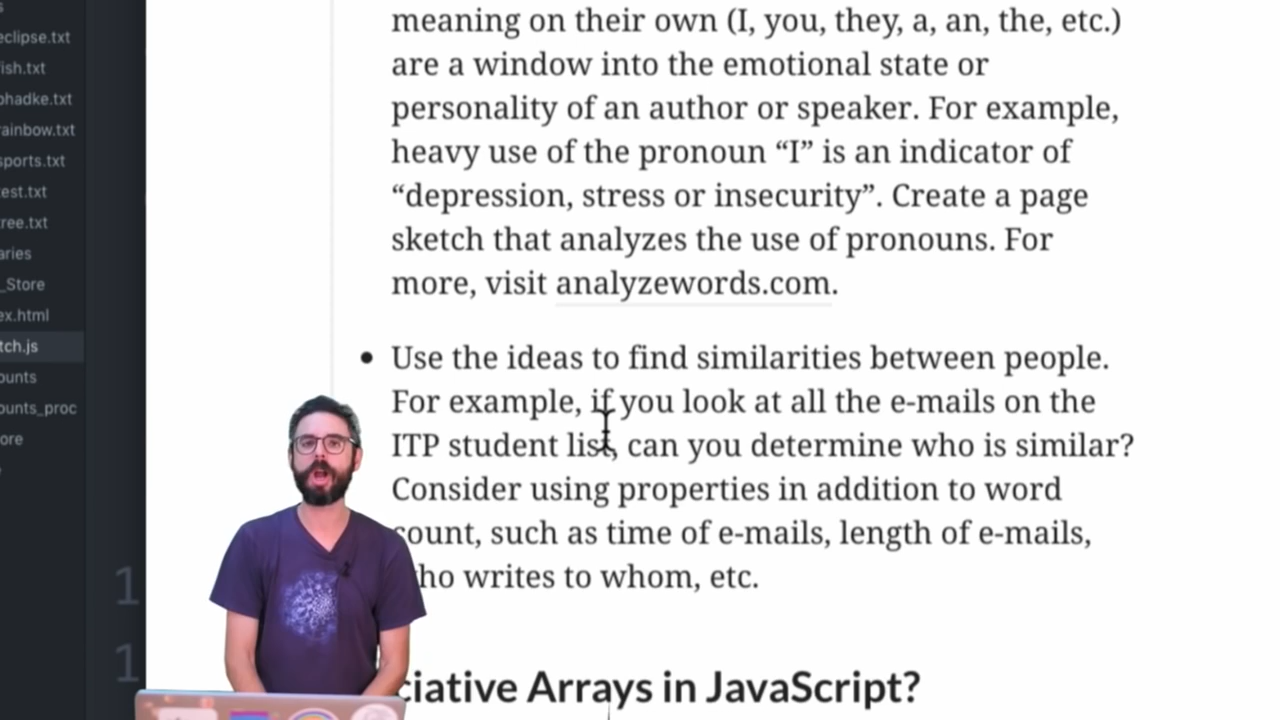 eclipse.txt
fish.txt
phadke.txt
rainbow.txt
sports.txt
test.txt
tree.txt
aries
_Store
ex.html
tch.js
ounts
ounts_proc
ore
1
1
meaning on their own (I, you, they, a, an, the, etc.)
are a window into the emotional state or
personality of an author or speaker. For example,
heavy use of the pronoun “I” is an indicator of
“depression, stress or insecurity”. Create a page
sketch that analyzes the use of pronouns. For
more, visit analyzewords.com.
• Use the ideas to find similarities between people.
For example, if you look at all the e-mails on the
ITP student list, can you determine who is similar?
Consider using properties in addition to word
count, such as time of e-mails, length of e-mails,
who writes to whom, etc.
ciative Arrays in JavaScript?